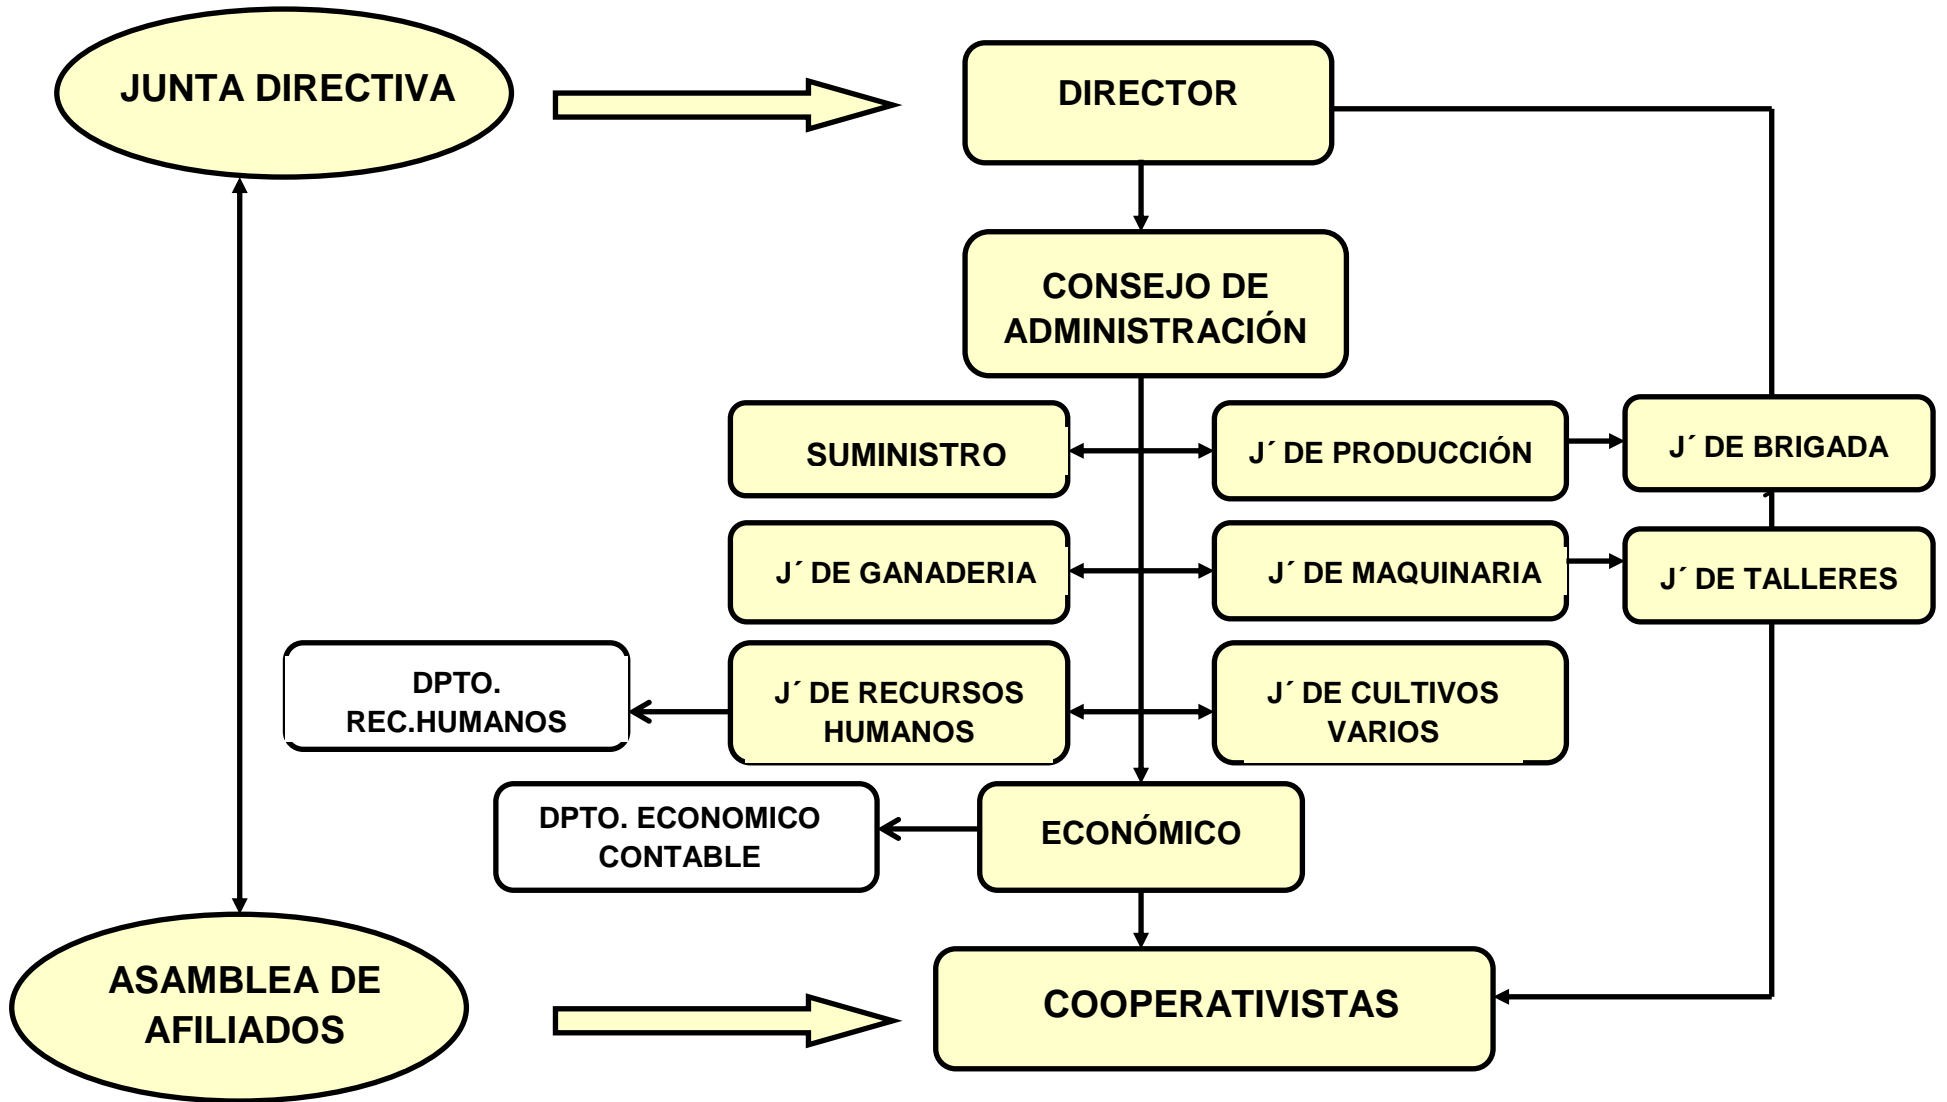 JUNTA DIRECTIVA
DIRECTOR
CONSEJO DE
ADMINISTRACIÓN
SUMINISTRO
J´ DE PRODUCCIÓN
J´ DE BRIGADA
J´ DE GANADERIA
J´ DE MAQUINARIA
J´ DE TALLERES
DPTO.
REC.HUMANOS
J´ DE RECURSOS
HUMANOS
J´ DE CULTIVOS
VARIOS
DPTO. ECONOMICO
CONTABLE
ECONÓMICO
ASAMBLEA DE
AFILIADOS
COOPERATIVISTAS